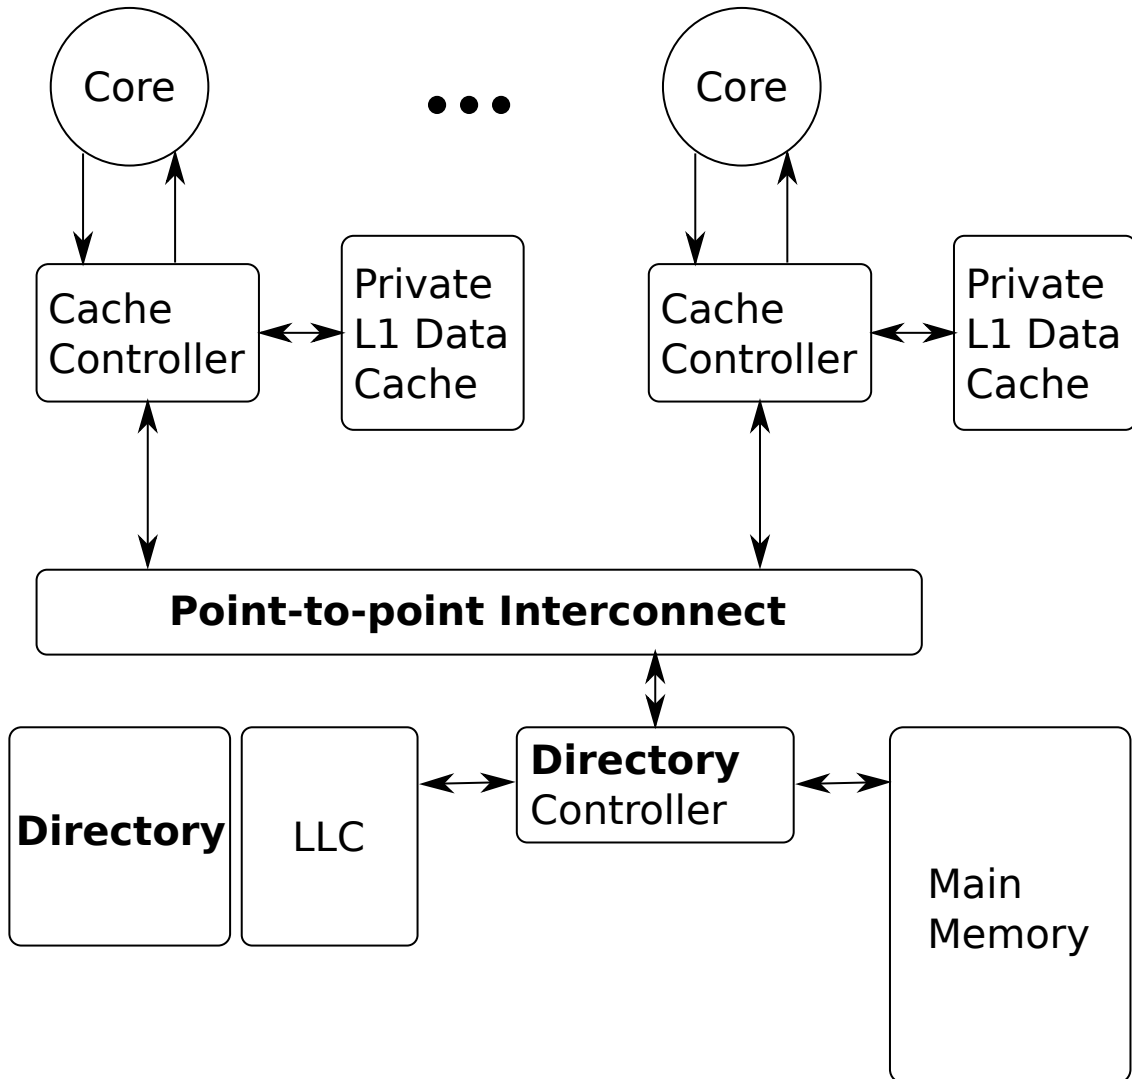 Core
Core
Cache
Controller
Private
L1 Data
Cache
Cache
Controller
Private
L1 Data
Cache
Point-to-point Interconnect
Directory
LLC
Directory
Controller
Main
Memory